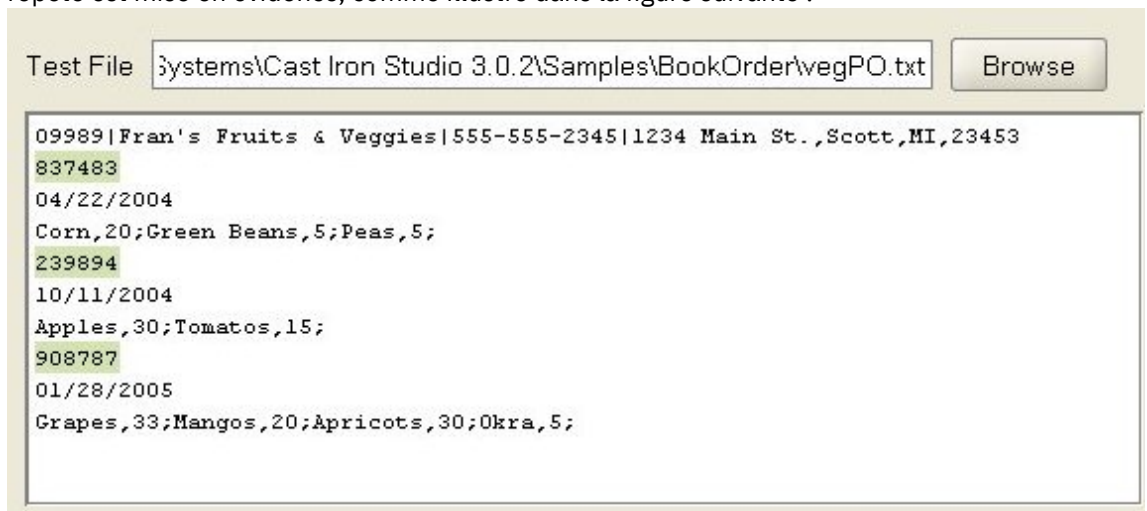 Test File Systems\Cast Iron Studio 3.0.2\Samples\BookOrder\vegPO.txt Browse
09989|Fran's Fruits & Veggies|555-555-2345|1234 Main St.,Scott,MI,23453
837483
04/22/2004
Corn,20;Green Beans,5;Peas,5;
239894
10/11/2004
Apples,30;Tomatos,15;
908787
01/28/2005
Grapes,33;Mangos,20;Apricots,30;Okra,5;